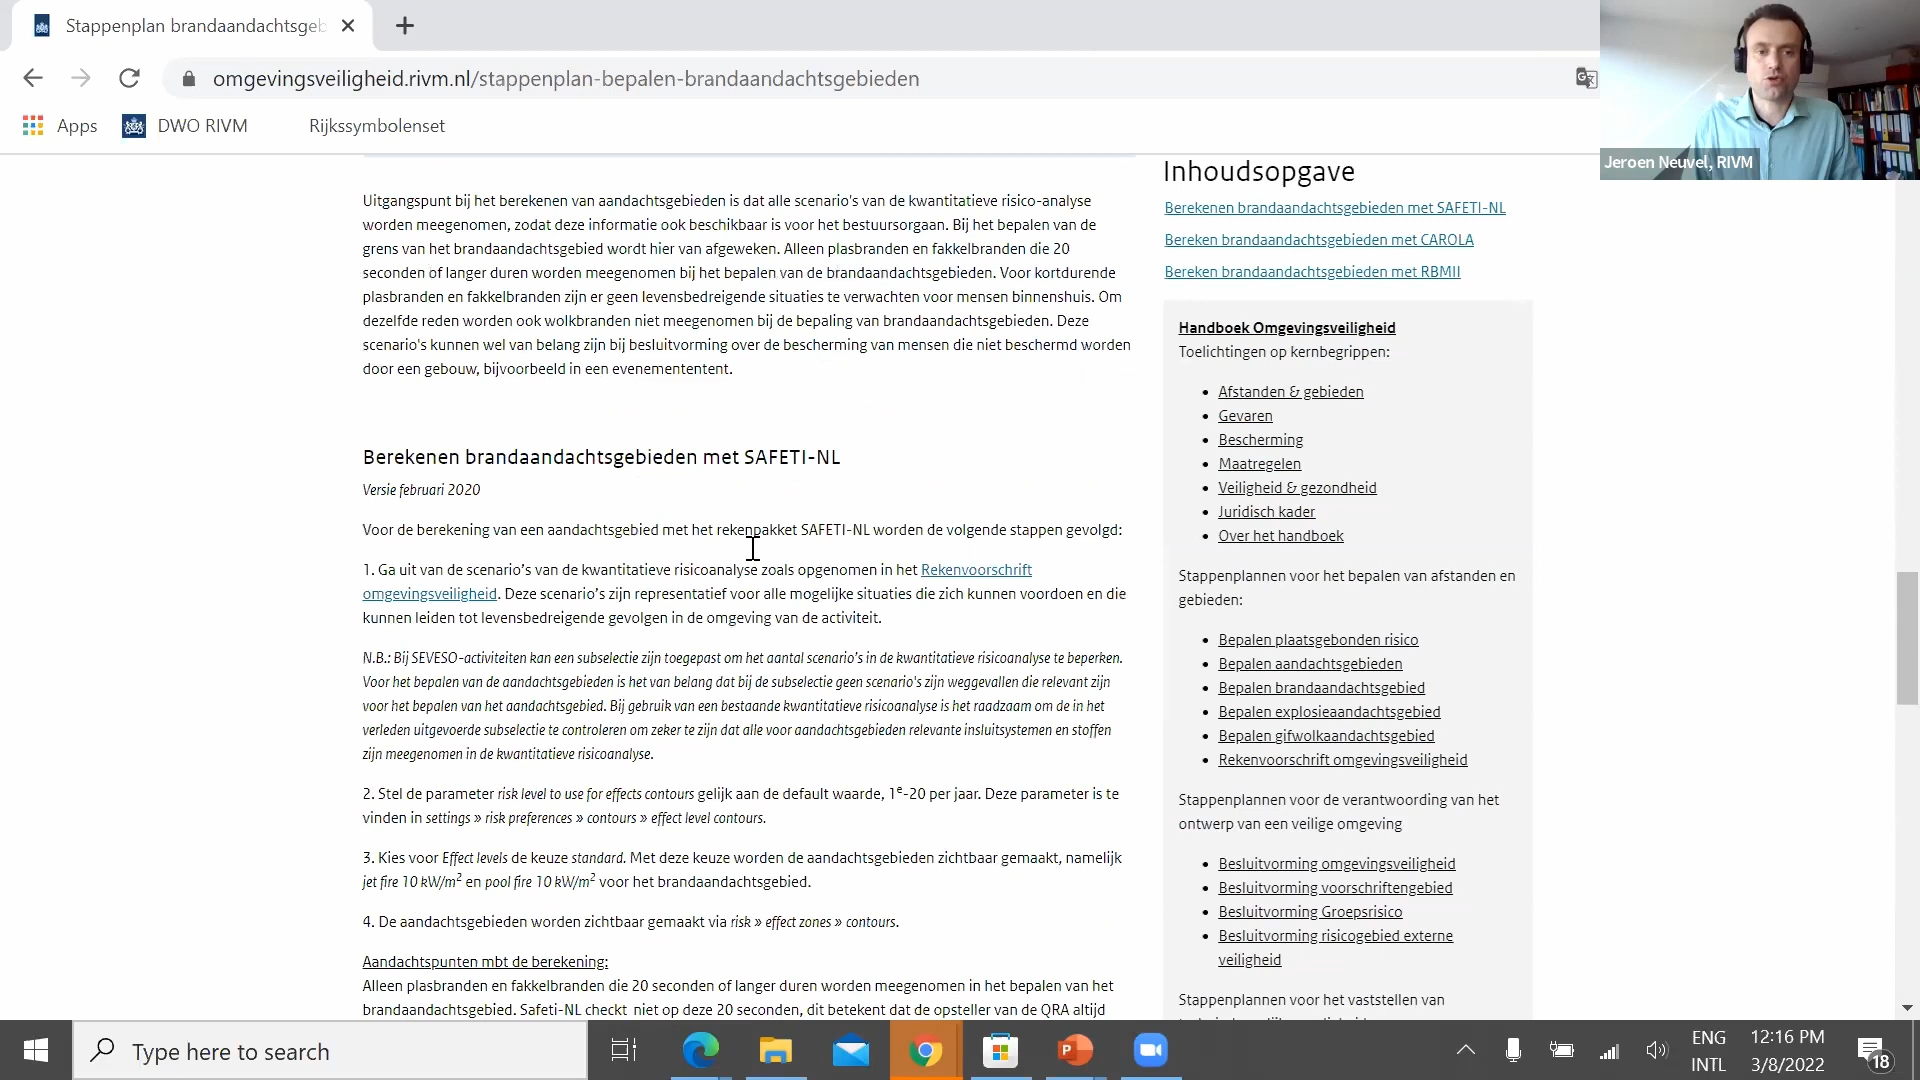 Stappenplan brandaandachtsgeb
omgevingsveiligheid.rivm.nl/stappenplan-bepalen-brandaandachtsgebieden
Apps
DWO RIVM
Rijkssymbolenset
Jeroen Neuvel, RIVM
Uitgangspunt bij het berekenen van aandachtsgebieden is dat alle scenario's van de kwantitatieve risico-analyse
worden meegenomen, zodat deze informatie ook beschikbaar is voor het bestuursorgaan. Bij het bepalen van de
grens van het brandaandachtsgebied wordt hier van afgeweken. Alleen plasbranden en fakkelbranden die 20
seconden of langer duren worden meegenomen bij het bepalen van de brandaandachtsgebieden. Voor kortdurende
plasbranden en fakkelbranden zijn er geen levensbedreigende situaties te verwachten voor mensen binnenshuis. Om
dezelfde reden worden ook wolkbranden niet meegenomen bij de bepaling van brandaandachtsgebieden. Deze
scenario's kunnen wel van belang zijn bij besluitvorming over de bescherming van mensen die niet beschermd worden
door een gebouw, bijvoorbeeld in een evenemententent.
Berekenen brandaandachtsgebieden met SAFETI-NL
Versie februari 2020
Voor de berekening van een aandachtsgebied met het rekenpakket SAFETI-NL worden de volgende stappen gevolgd:
1. Ga uit van de scenario’s van de kwantitatieve risicoanalyse zoals opgenomen in het Rekenvoorschrift
omgevingsveiligheid. Deze scenario’s zijn representatief voor alle mogelijke situaties die zich kunnen voordoen en die
kunnen leiden tot levensbedreigende gevolgen in de omgeving van de activiteit.
N.B.: Bij SEVESO-activiteiten kan een subselectie zijn toegepast om het aantal scenario’s in de kwantitatieve risicoanalyse te beperken.
Voor het bepalen van de aandachtsgebieden is het van belang dat bij de subselectie geen scenario's zijn weggevallen die relevant zijn
voor het bepalen van het aandachtsgebied. Bij gebruik van een bestaande kwantitatieve risicoanalyse is het raadzaam om de in het
verleden uitgevoerde subselectie te controleren om zeker te zijn dat alle voor aandachtsgebieden relevante insluitsystemen en stoffen
zijn meegenomen in de kwantitatieve risicoanalyse.
2. Stel de parameter risk level to use for effects contours gelijk aan de default waarde, 1e-20 per jaar. Deze parameter is te
vinden in settings » risk preferences » contours » effect level contours.
3. Kies voor Effect levels de keuze standard. Met deze keuze worden de aandachtsgebieden zichtbaar gemaakt, namelijk
jet fire 10 kW/m2 en pool fire 10 kW/m2 voor het brandaandachtsgebied.
4. De aandachtsgebieden worden zichtbaar gemaakt via risk » effect zones » contours.
Aandachtspunten mbt de berekening:
Alleen plasbranden en fakkelbranden die 20 seconden of langer duren worden meegenomen in het bepalen van het
brandaandachtsgebied. Safeti-NL checkt niet op deze 20 seconden, dit betekent dat de opsteller van de QRA altijd
Inhoudsopgave
Berekenen brandaandachtsgebieden met SAFETI-NL
Bereken brandaandachtsgebieden met CAROLA
Bereken brandaandachtsgebieden met RBMII
Handboek Omgevingsveiligheid
Toelichtingen op kernbegrippen:
Afstanden & gebieden
Gevaren
Bescherming
Maatregelen
Veiligheid & gezondheid
Juridisch kader
Over het handboek
Stappenplannen voor het bepalen van afstanden en
gebieden:
Bepalen plaatsgebonden risico
Bepalen aandachtsgebieden
Bepalen brandaandachtsgebied
Bepalen explosieaandachtsgebied
Bepalen gifwolkaandachtsgebied
Rekenvoorschrift omgevingsveiligheid
Stappenplannen voor de verantwoording van het
ontwerp van een veilige omgeving
Besluitvorming omgevingsveiligheid
Besluitvorming voorschriftengebied
Besluitvorming Groepsrisico
Besluitvorming risicogebied externe
veiligheid
Stappenplannen voor het vaststellen van
Type here to search
ENG
INTL
12:16 PM
3/8/2022
18